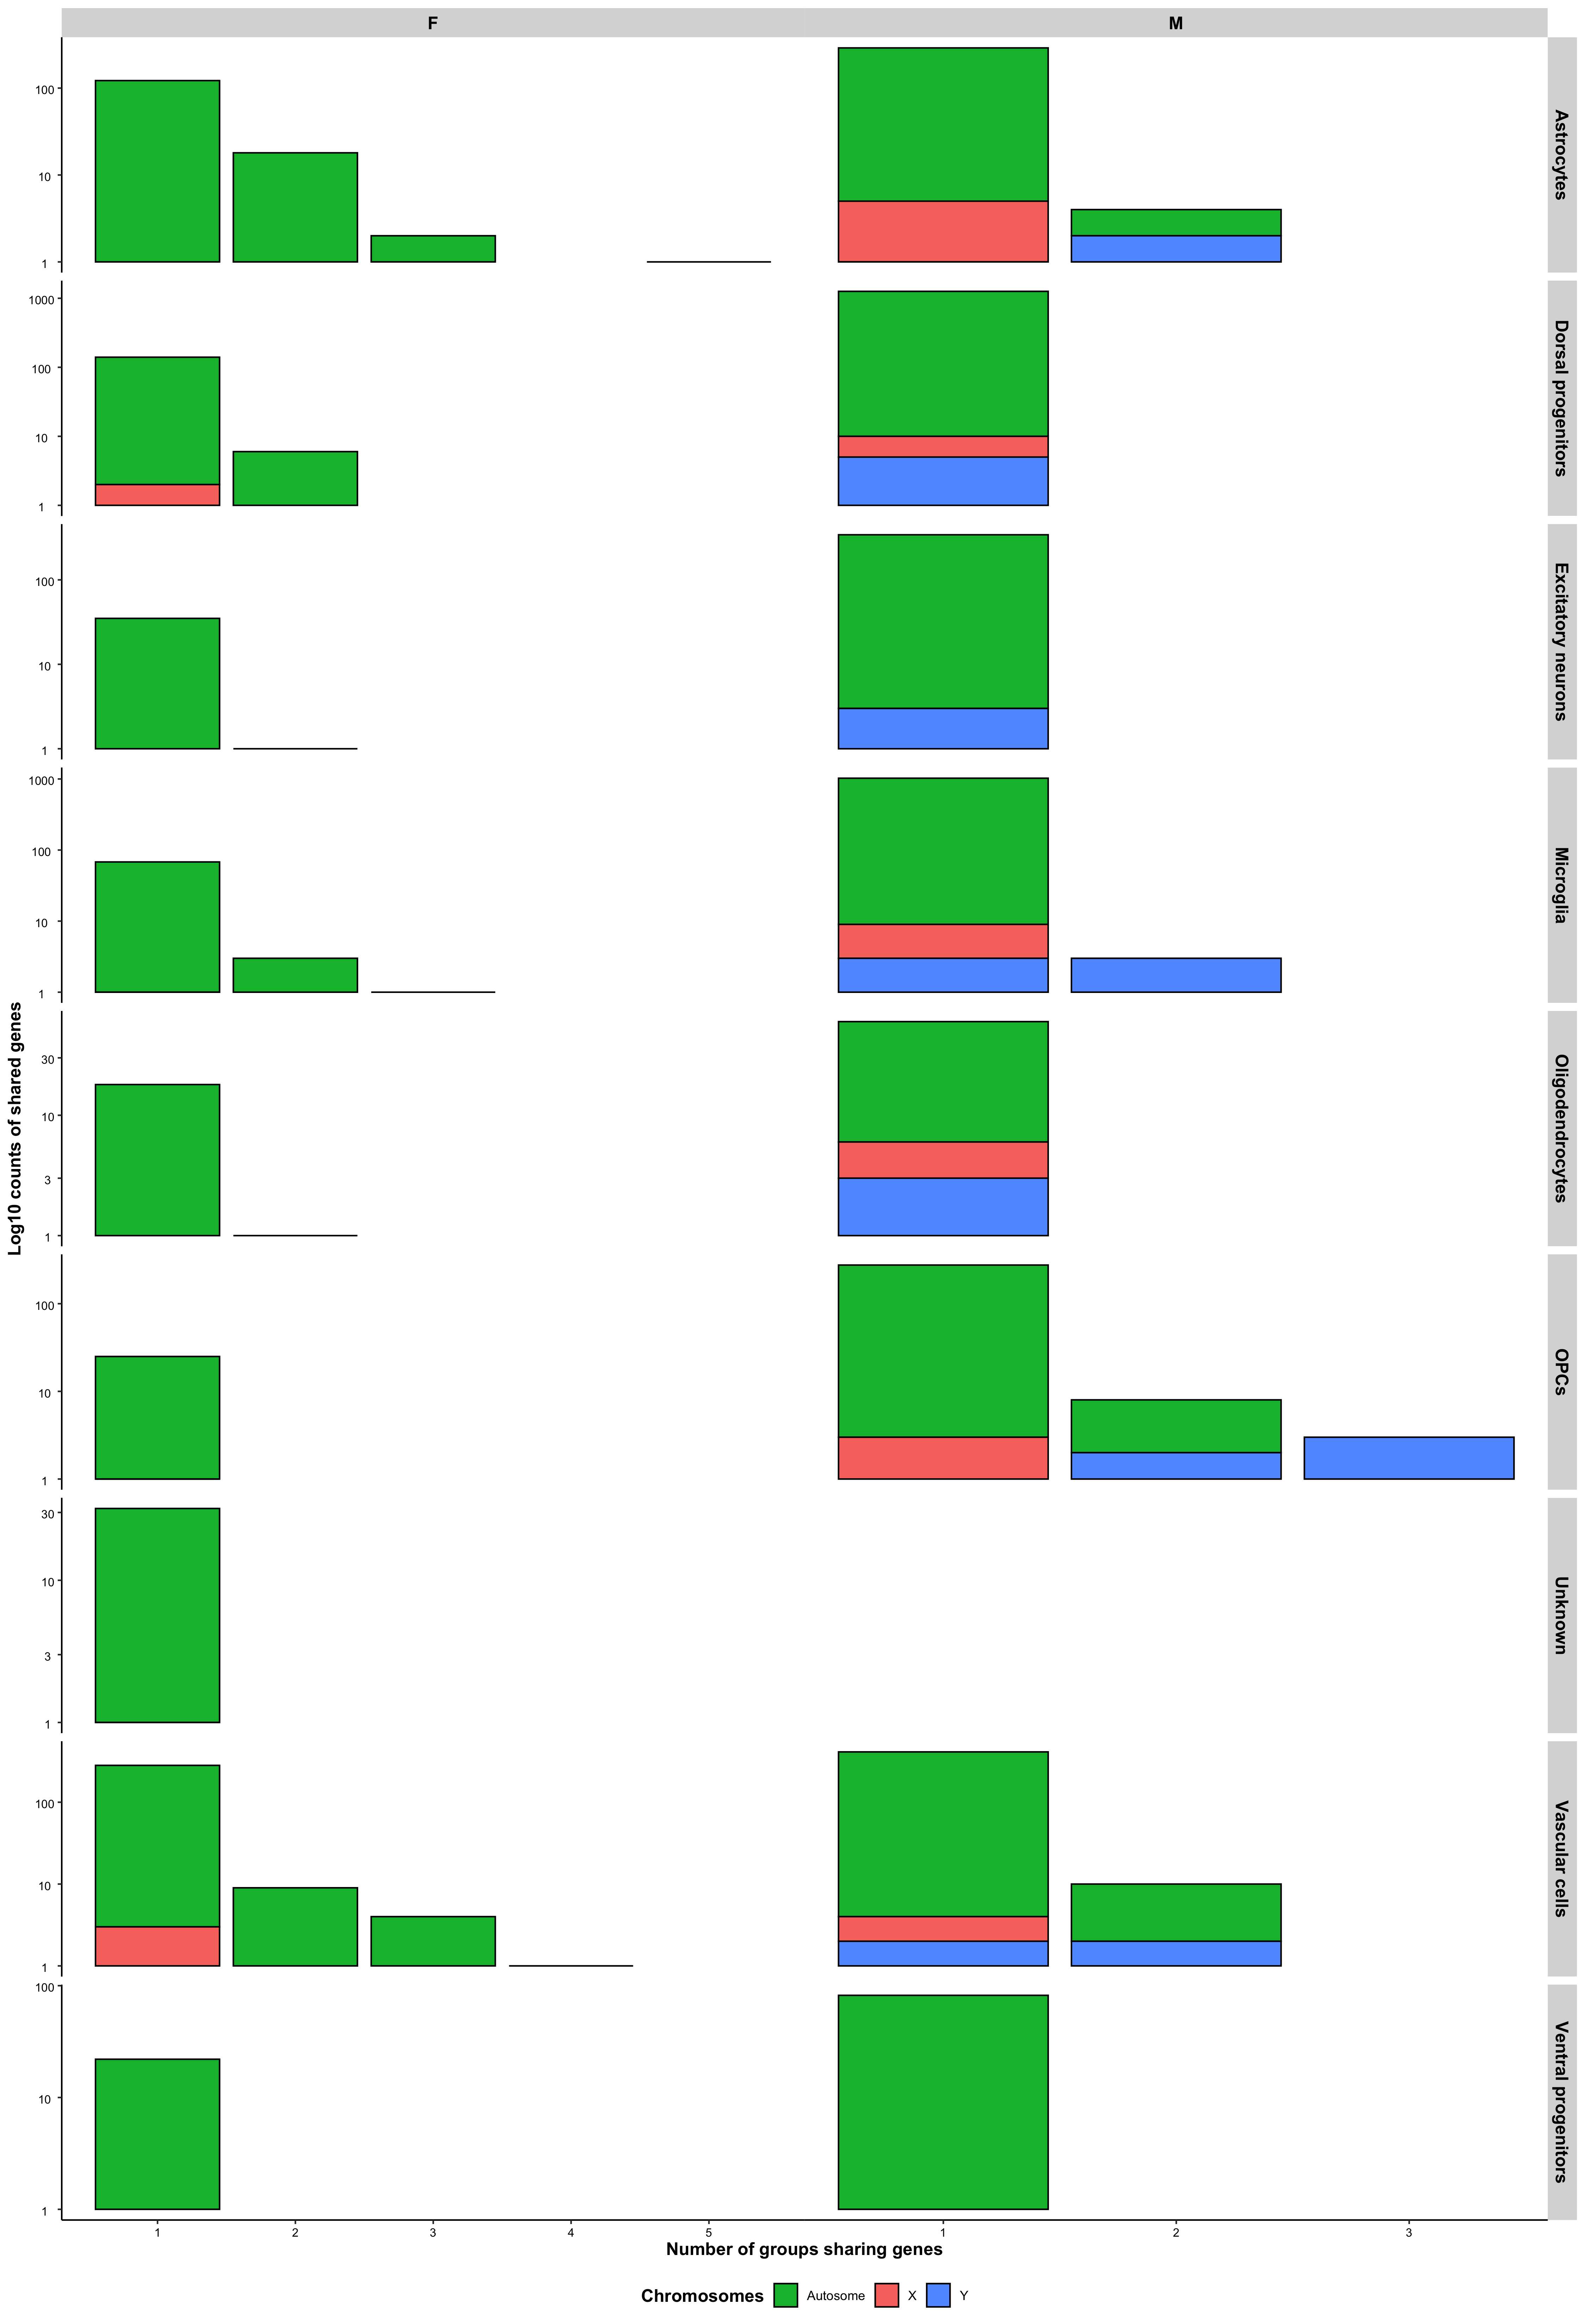 F
M
100
10
1
Astrocytes
1000
100
10
1
Dorsal progenitors
100
10
1
Excitatory neurons
1000
100
10
1
Microglia
30
10
3
1
Oligodendrocytes
100
10
1
OPCs
30
10
3
1
Unknown
100
10
1
Vascular cells
100
10
1
Ventral progenitors
Log10 counts of shared genes
1 2 3 4 5
1 2 3
Number of groups sharing genes
Chromosomes Autosome X Y